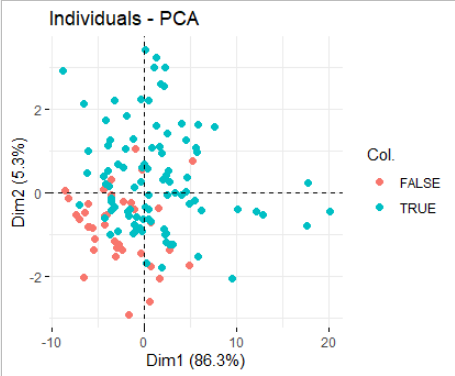 Individuals - PCA
Dim2 (5.3%)
2
0
-2
-10
0
10
20
Dim1 (86.3%)
Col.
FALSE
TRUE